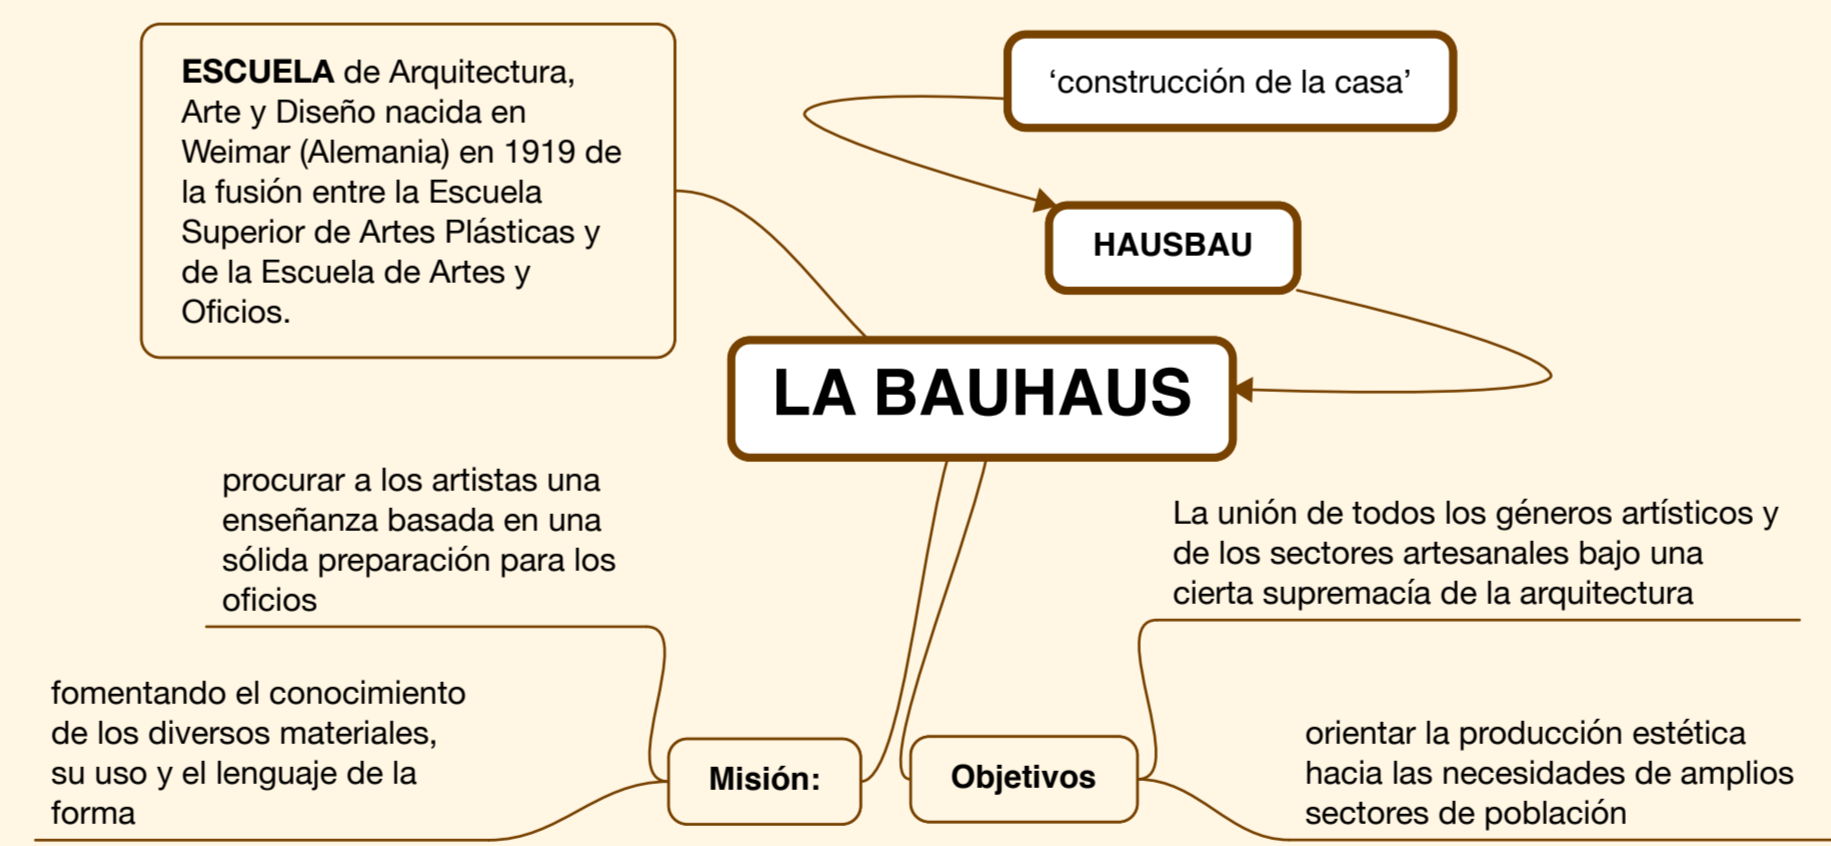 ESCUELA de Arquitectura,
Arte y Diseño nacida en
Weimar (Alemania) en 1919 de
la fusión entre la Escuela
Superior de Artes Plásticas y
de la Escuela de Artes y
Oficios.
‘construcción de la casa’
HAUSBAU
LA BAUHAUS
procurar a los artistas una
enseñanza basada en una
sólida preparación para los
oficios
fomentando el conocimiento
de los diversos materiales,
su uso y el lenguaje de la
forma
Misión:
Objetivos
La unión de todos los géneros artísticos y
de los sectores artesanales bajo una
cierta supremacía de la arquitectura
orientar la producción estética
hacia las necesidades de amplios
sectores de población